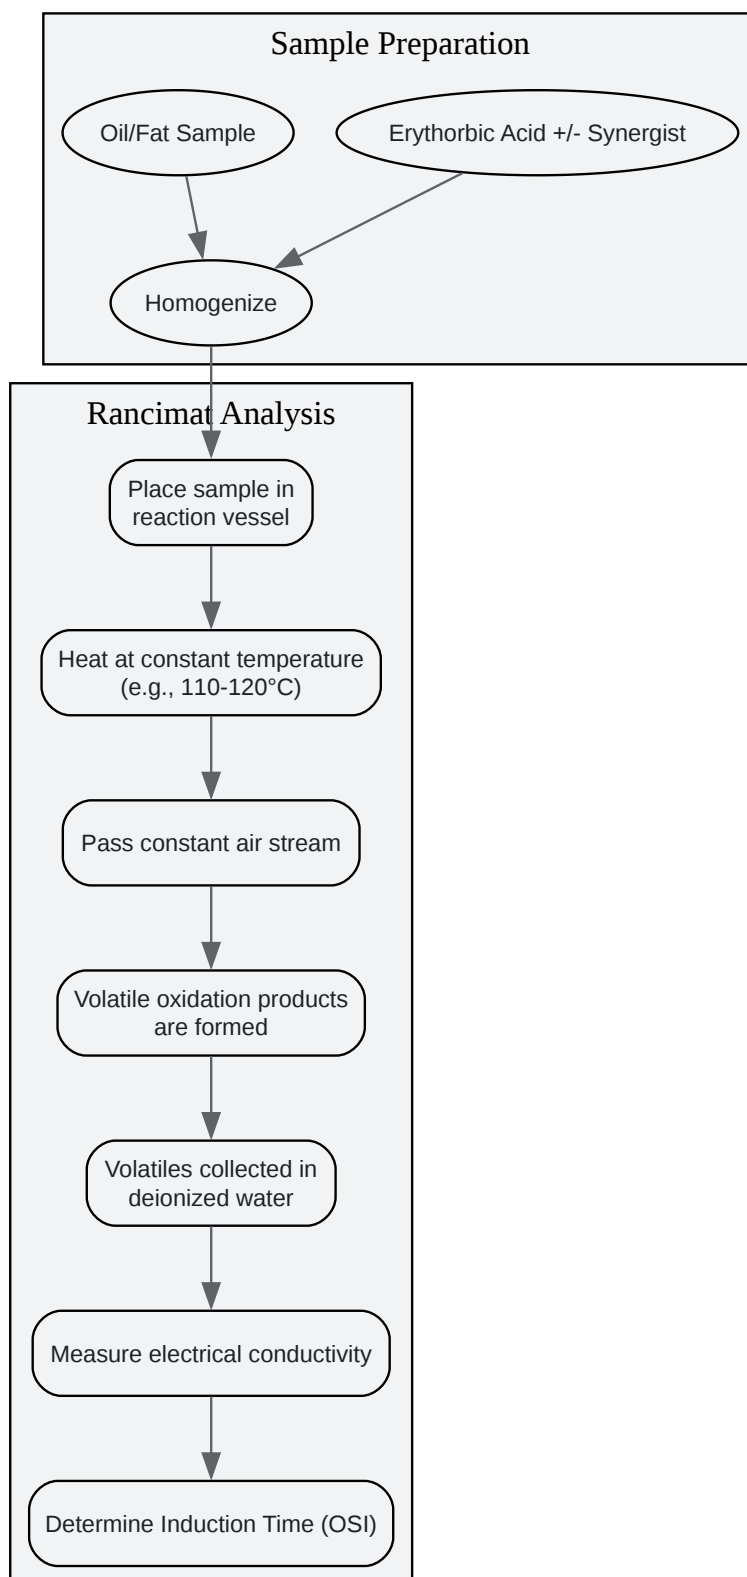 Sample Preparation
Oil/Fat Sample
Erythorbic Acid +/- Synergist
Homogenize
Rancimat Analysis
Place sample in
reaction vessel
Heat at constant temperature
(e.g., 110-120°C)
Pass constant air stream
Volatile oxidation products
are formed
Volatiles collected in
deionized water
Measure electrical conductivity
Determine Induction Time (OSI)